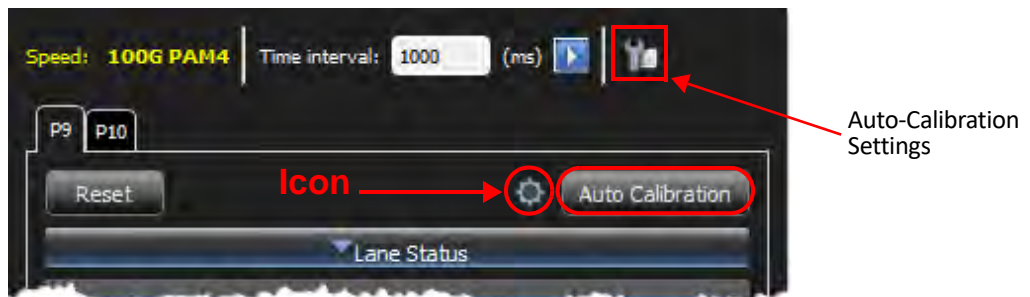 Speed: 100G PAM4 Time interval: 1000 (ms)
Auto-Calibration
Settings
P9 P10
Reset Icon Auto Calibration
Lane Status